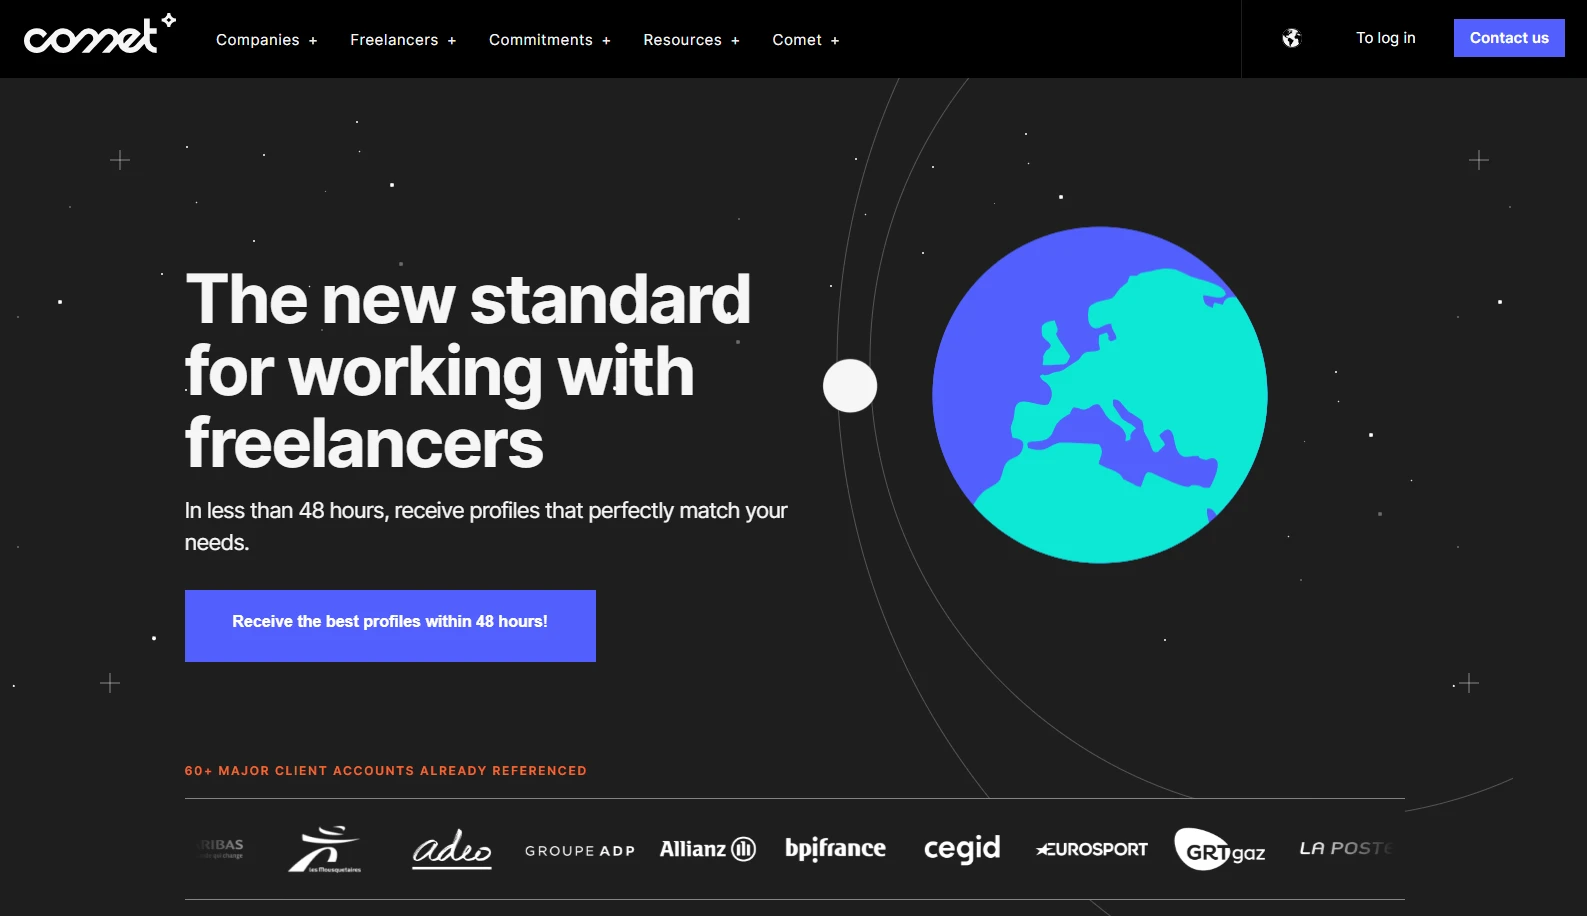 comet
Companies +
Freelancers +
Commitments +
Resources +
Comet +
To log in
Contact us
The new standard
for working with
freelancers
In less than 48 hours, receive profiles that perfectly match your
needs.
Receive the best profiles within 48 hours!
60+ MAJOR CLIENT ACCOUNTS ALREADY REFERENCED
RIBAS
qui change
les Mousquetaires
adeo
GROUPE ADP
Allianz
bpifrance
cegid
EUROSPORT
GRTgaz
LA POSTE